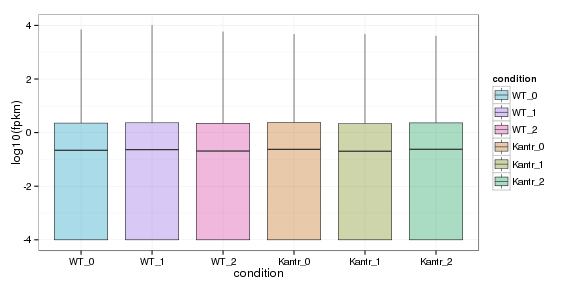 log10(fpkm)
4
2
0
-2
-4
WT_0
WT_1
WT_2
Kantr_0
Kantr_1
Kantr_2
condition
condition
WT_0
WT_1
WT_2
Kantr_0
Kantr_1
Kantr_2